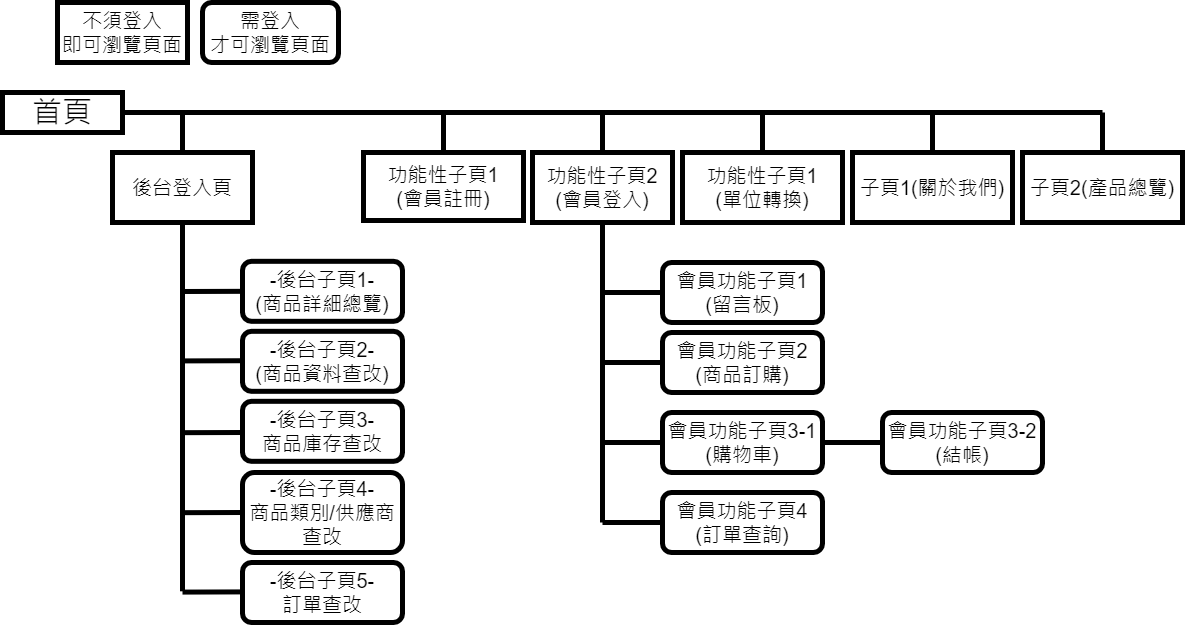 不須登入
即可瀏覽頁面
需登入
才可瀏覽頁面
首頁
後台登入頁
功能性子頁1
(會員註冊)
功能性子頁2
(會員登入)
功能性子頁1
(單位轉換)
子頁1(關於我們)
子頁2(產品總覽)
-後台子頁1-
(商品詳細總覽)
-後台子頁2-
(商品資料查改)
-後台子頁3-
商品庫存查改
-後台子頁4-
商品類別/供應商
查改
-後台子頁5-
訂單查改
會員功能子頁1
(留言板)
會員功能子頁2
(商品訂購)
會員功能子頁3-1
(購物車)
會員功能子頁3-2
(結帳)
會員功能子頁4
(訂單查詢)